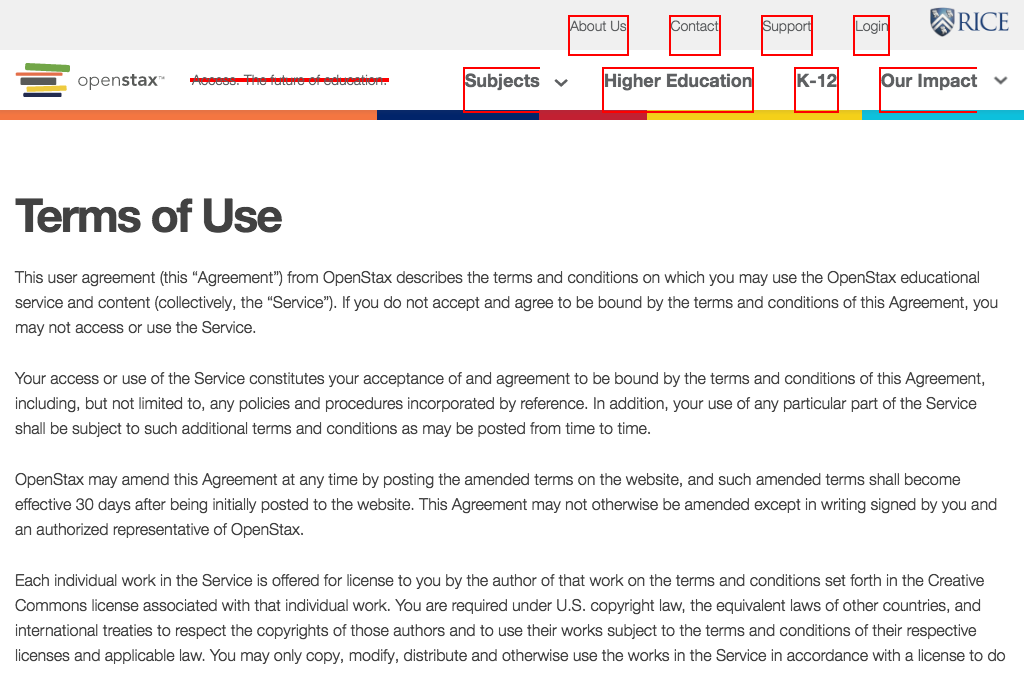 About Us Contact Support Login RICE
openstax™ Access. The future of education. Subjects Higher Education K-12 Our Impact
Terms of Use
This user agreement (this “Agreement”) from OpenStax describes the terms and conditions on which you may use the OpenStax educational
service and content (collectively, the “Service”). If you do not accept and agree to be bound by the terms and conditions of this Agreement, you
may not access or use the Service.
Your access or use of the Service constitutes your acceptance of and agreement to be bound by the terms and conditions of this Agreement,
including, but not limited to, any policies and procedures incorporated by reference. In addition, your use of any particular part of the Service
shall be subject to such additional terms and conditions as may be posted from time to time.
OpenStax may amend this Agreement at any time by posting the amended terms on the website, and such amended terms shall become
effective 30 days after being initially posted to the website. This Agreement may not otherwise be amended except in writing signed by you and
an authorized representative of OpenStax.
Each individual work in the Service is offered for license to you by the author of that work on the terms and conditions set forth in the Creative
Commons license associated with that individual work. You are required under U.S. copyright law, the equivalent laws of other countries, and
international treaties to respect the copyrights of those authors and to use their works subject to the terms and conditions of their respective
licenses and applicable law. You may only copy, modify, distribute and otherwise use the works in the Service in accordance with a license to do